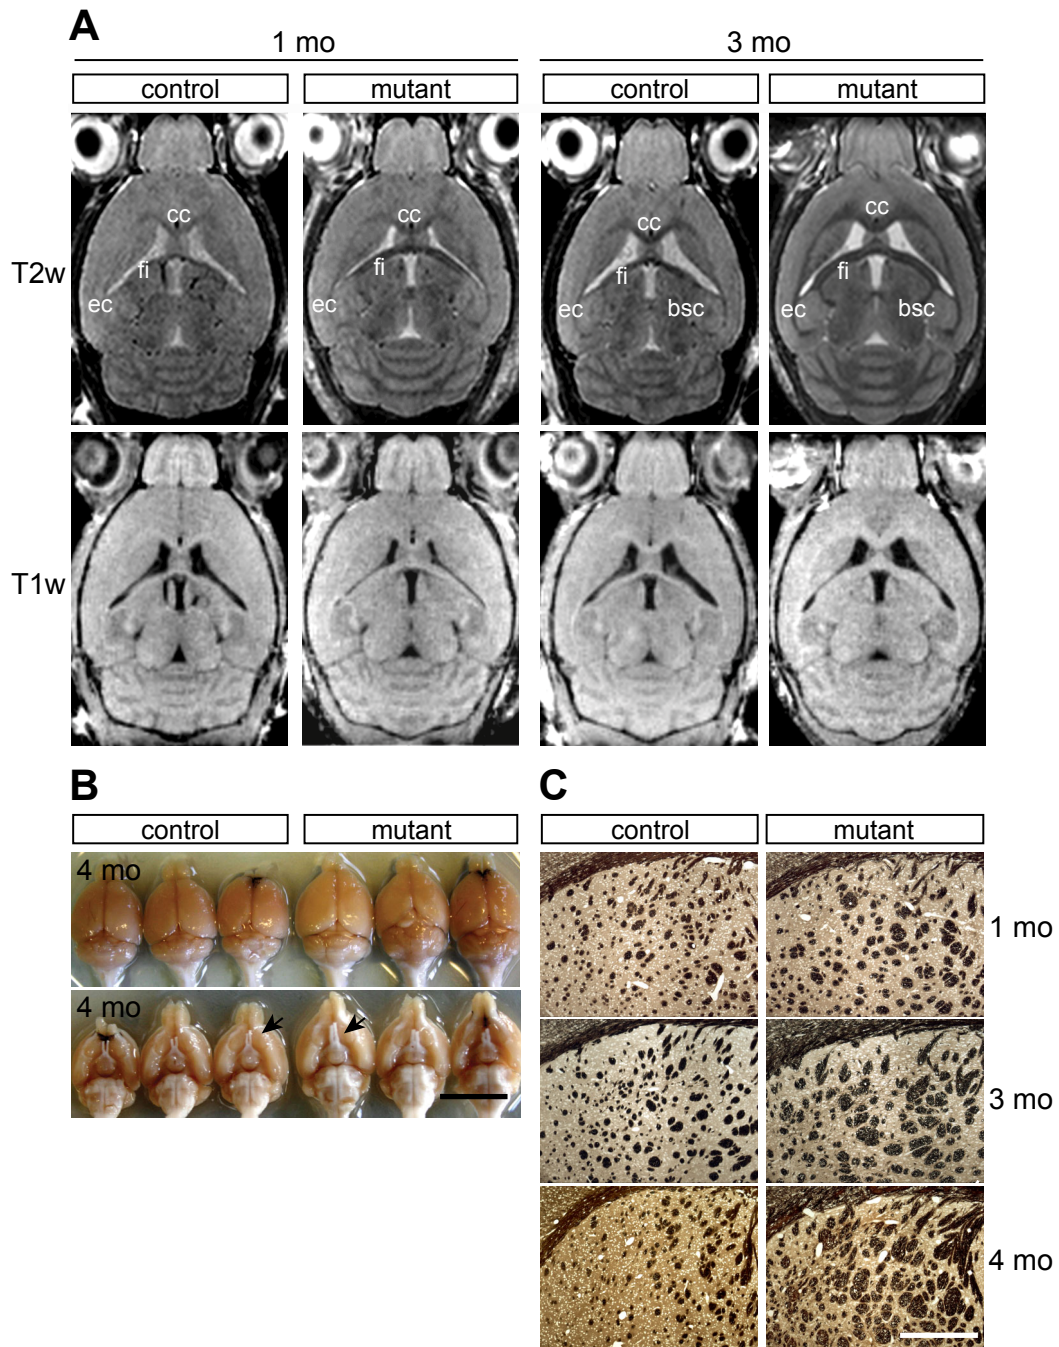 A
1 mo 3 mo
control mutant control mutant
T2w
cc cc cc cc
fi fi fi fi
ec ec ec bsc ec bsc
T1w
B C
control mutant control mutant
4 mo
1 mo
4 mo
3 mo
4 mo